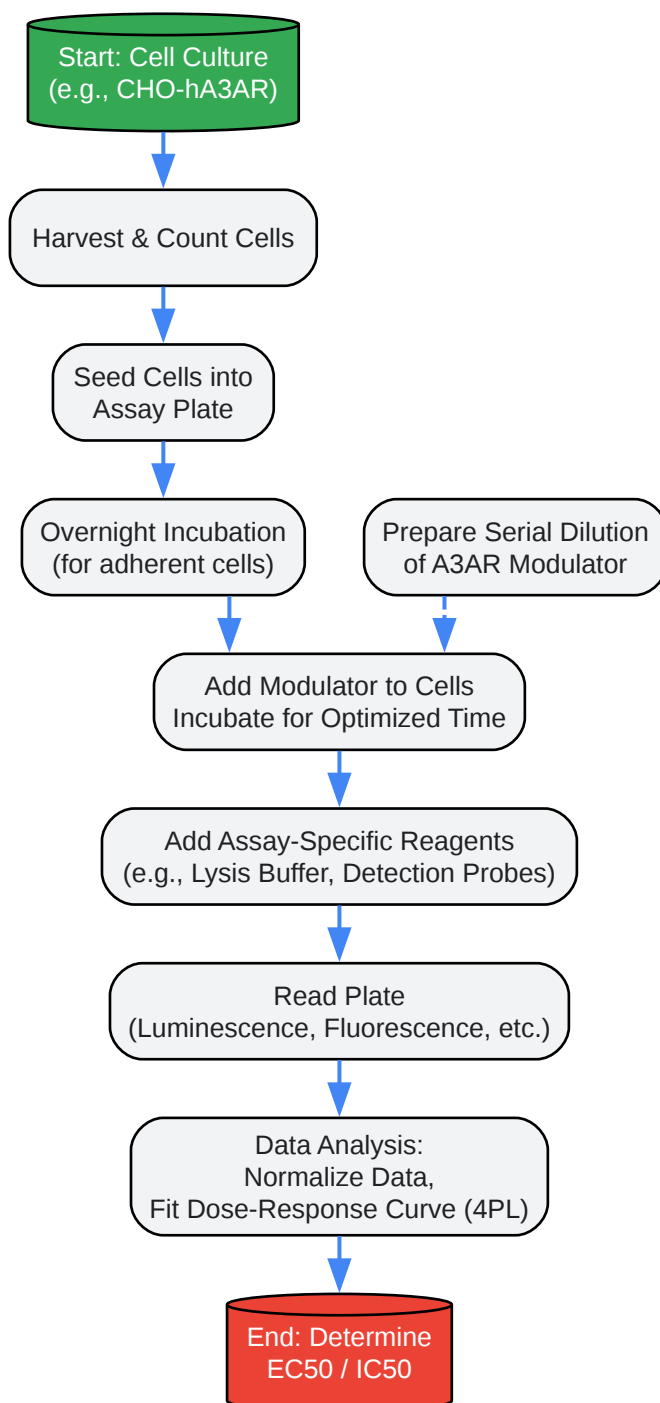 Start: Cell Culture
(e.g., CHO-hA3AR)
Harvest & Count Cells
Seed Cells into
Assay Plate
Overnight Incubation
(for adherent cells)
Prepare Serial Dilution
of A3AR Modulator
Add Modulator to Cells
Incubate for Optimized Time
Add Assay-Specific Reagents
(e.g., Lysis Buffer, Detection Probes)
Read Plate
(Luminescence, Fluorescence, etc.)
Data Analysis:
Normalize Data,
Fit Dose-Response Curve (4PL)
End: Determine
EC50 / IC50